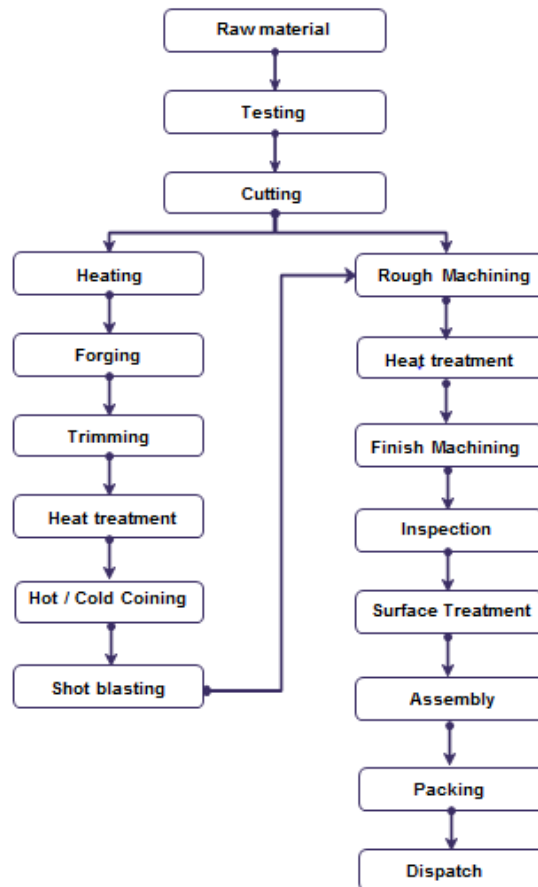 Raw material
Testing
Cutting
Heating
Forging
Trimming
Heat treatment
Hot / Cold Coining
Shot blasting
Rough Machining
Heat treatment
Finish Machining
Inspection
Surface Treatment
Assembly
Packing
Dispatch